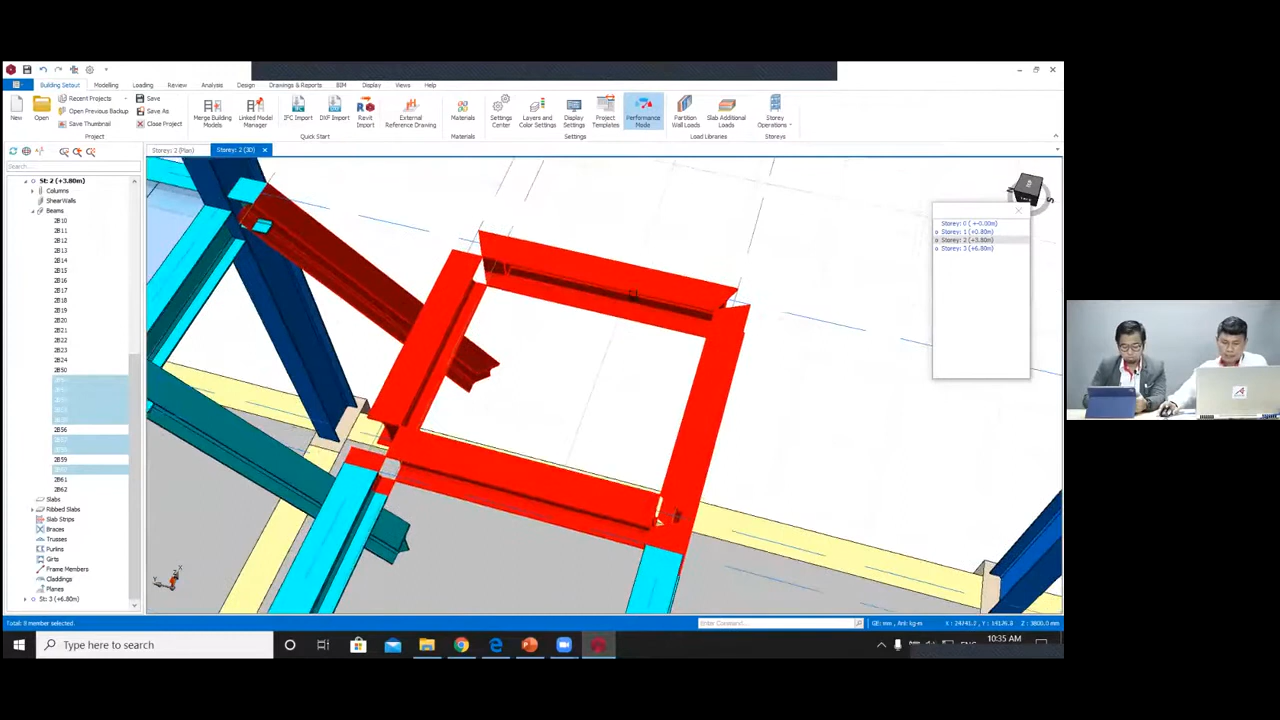 Building Setout Modelling Loading Review Analysis Design Drawings & Reports BIM Display Views Help
New
Open
Recent Projects
Open Previous Backup
Save Thumbnail
Save
Save As
Close Project
Project
Merge Building Models
Linked Model Manager
IFC Import
DXF Import
Revit Import
Quick Start
External Reference Drawing
Materials
Materials
Settings Center
Layers and Color Settings
Display Settings
Project Templates
Performance Mode
Settings
Partition Wall Loads
Slab Additional Loads
Load Libraries
Storey Operations
Storeys
Storey: 2 (Plan)
Storey: 2 (3D)
Search...
St: 2 (+3.80m)
Columns
ShearWalls
Beams
2B10
2B11
2B12
2B13
2B14
2B15
2B16
2B17
2B18
2B19
2B20
2B21
2B22
2B23
2B24
2B50
2B56
2B59
2B61
2B62
Slabs
Ribbed Slabs
Slab Strips
Braces
Trusses
Purlins
Girts
Frame Members
Claddings
Planes
St: 3 (+6.80m)
TOP
S
Storey: 0 ( +-0.00m)
Storey: 1 (+0.80m)
Storey: 2 (+3.80m)
Storey: 3 (+6.80m)
Y X
Total: 8 member selected.
Enter Command...
Z : 3800.0 mm
Type here to search
ENG
10:35 AM